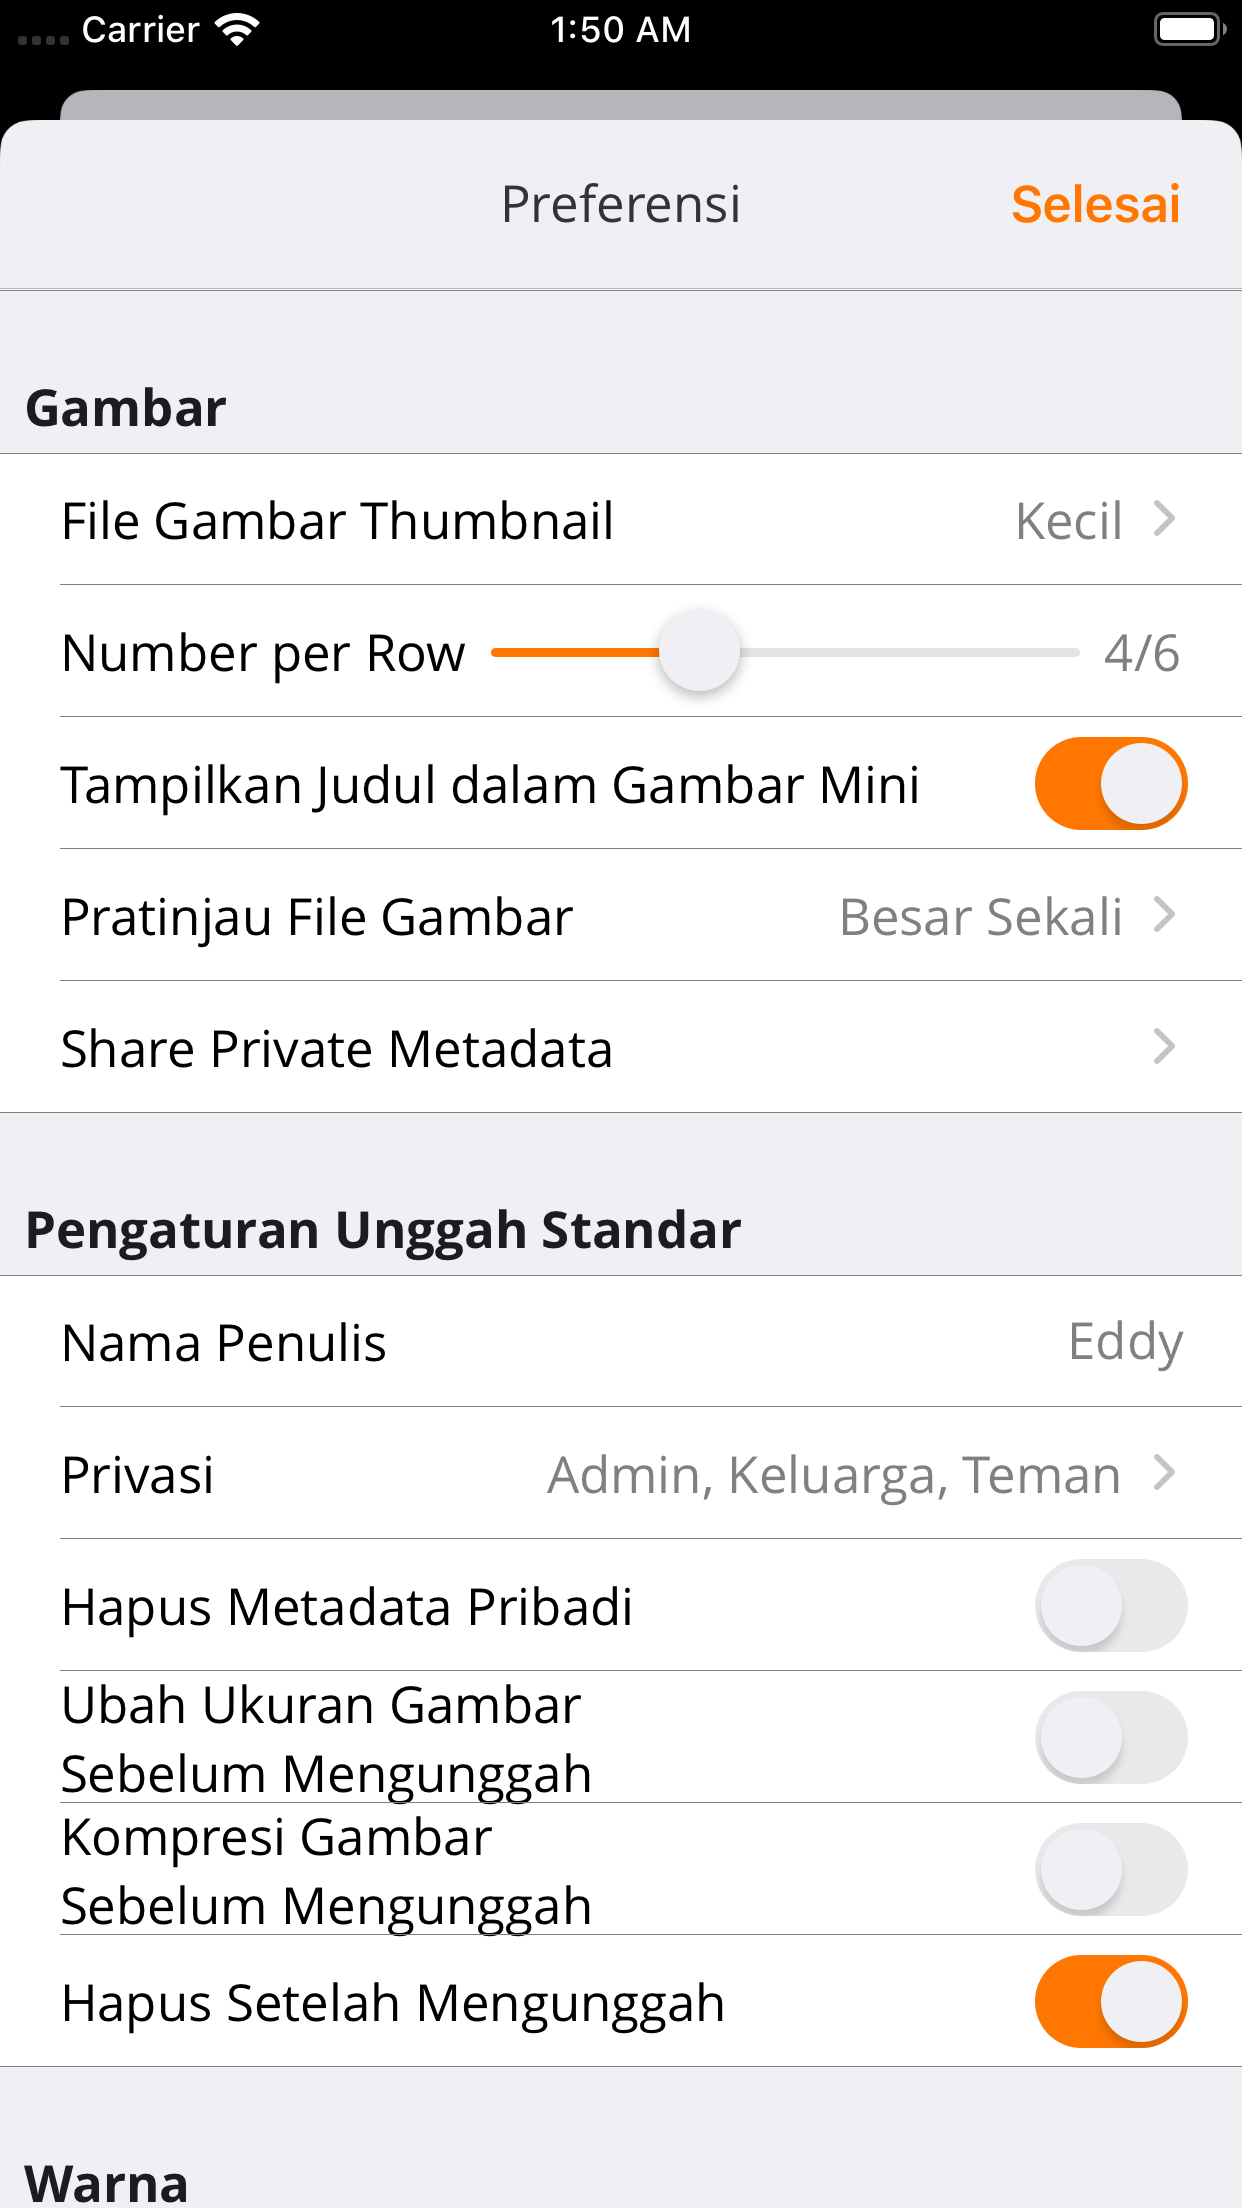 Carrier
1:50 AM
Preferensi
Selesai
Gambar
File Gambar Thumbnail
Kecil
Number per Row
4/6
Tampilkan Judul dalam Gambar Mini
Pratinjau File Gambar
Besar Sekali
Share Private Metadata
Pengaturan Unggah Standar
Nama Penulis
Eddy
Privasi
Admin, Keluarga, Teman
Hapus Metadata Pribadi
Ubah Ukuran Gambar
Sebelum Mengunggah
Kompresi Gambar
Sebelum Mengunggah
Hapus Setelah Mengunggah
Warna